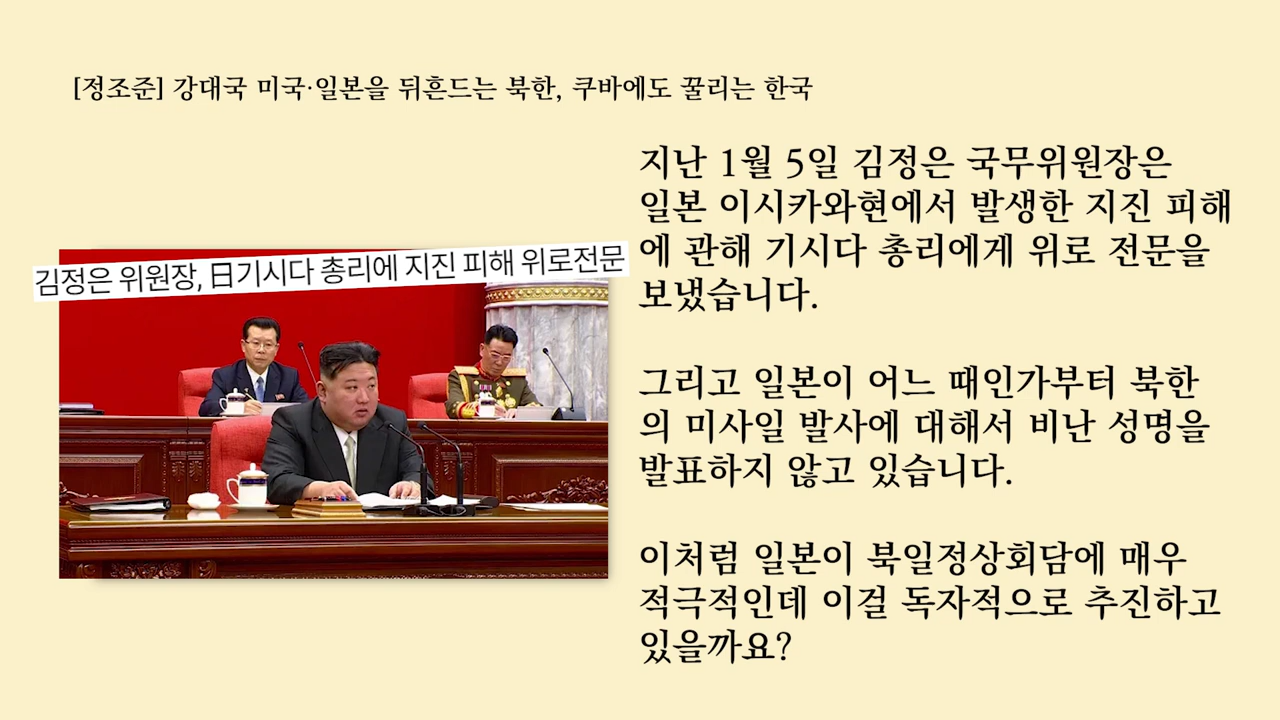 [정조준] 강대국 미국·일본을 뒤흔드는 북한, 쿠바에도 꿀리는 한국
김정은 위원장, 日기시다 총리에 지진 피해 위로전문
지난 1월 5일 김정은 국무위원장은
일본 이시카와현에서 발생한 지진 피해
에 관해 기시다 총리에게 위로 전문을
보냈습니다.
그리고 일본이 어느 때인가부터 북한
의 미사일 발사에 대해서 비난 성명을
발표하지 않고 있습니다.
이처럼 일본이 북일정상회담에 매우
적극적인데 이걸 독자적으로 추진하고
있을까요?